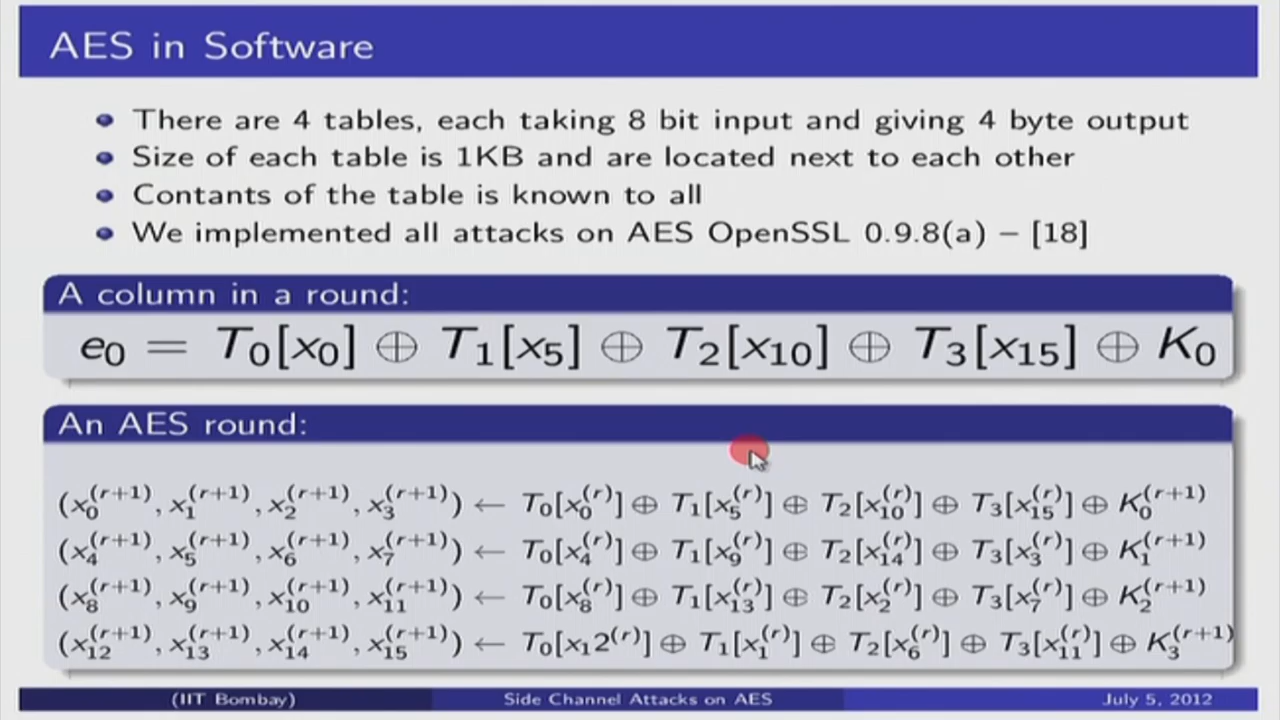 AES in Software
There are 4 tables, each taking 8 bit input and giving 4 byte output
Size of each table is 1KB and are located next to each other
Contants of the table is known to all
We implemented all attacks on AES OpenSSL 0.9.8(a) – [18]
A column in a round:
e₀ = T₀[x₀] ⊕ T₁[x₅] ⊕ T₂[x₁₀] ⊕ T₃[x₁₅] ⊕ K₀
An AES round:
(x₀^(r+1), x₁^(r+1), x₂^(r+1), x₃^(r+1)) ← T₀[x₀^(r)] ⊕ T₁[x₅^(r)] ⊕ T₂[x₁₀^(r)] ⊕ T₃[x₁₅^(r)] ⊕ K₀^(r+1)
(x₄^(r+1), x₅^(r+1), x₆^(r+1), x₇^(r+1)) ← T₀[x₄^(r)] ⊕ T₁[x₉^(r)] ⊕ T₂[x₁₄^(r)] ⊕ T₃[x₃^(r)] ⊕ K₁^(r+1)
(x₈^(r+1), x₉^(r+1), x₁₀^(r+1), x₁₁^(r+1)) ← T₀[x₈^(r)] ⊕ T₁[x₁₃^(r)] ⊕ T₂[x₂^(r)] ⊕ T₃[x₇^(r)] ⊕ K₂^(r+1)
(x₁₂^(r+1), x₁₃^(r+1), x₁₄^(r+1), x₁₅^(r+1)) ← T₀[x₁2^(r)] ⊕ T₁[x₁^(r)] ⊕ T₂[x₆^(r)] ⊕ T₃[x₁₁^(r)] ⊕ K₃^(r+1)
(IIT Bombay) Side Channel Attacks on AES July 5, 2012